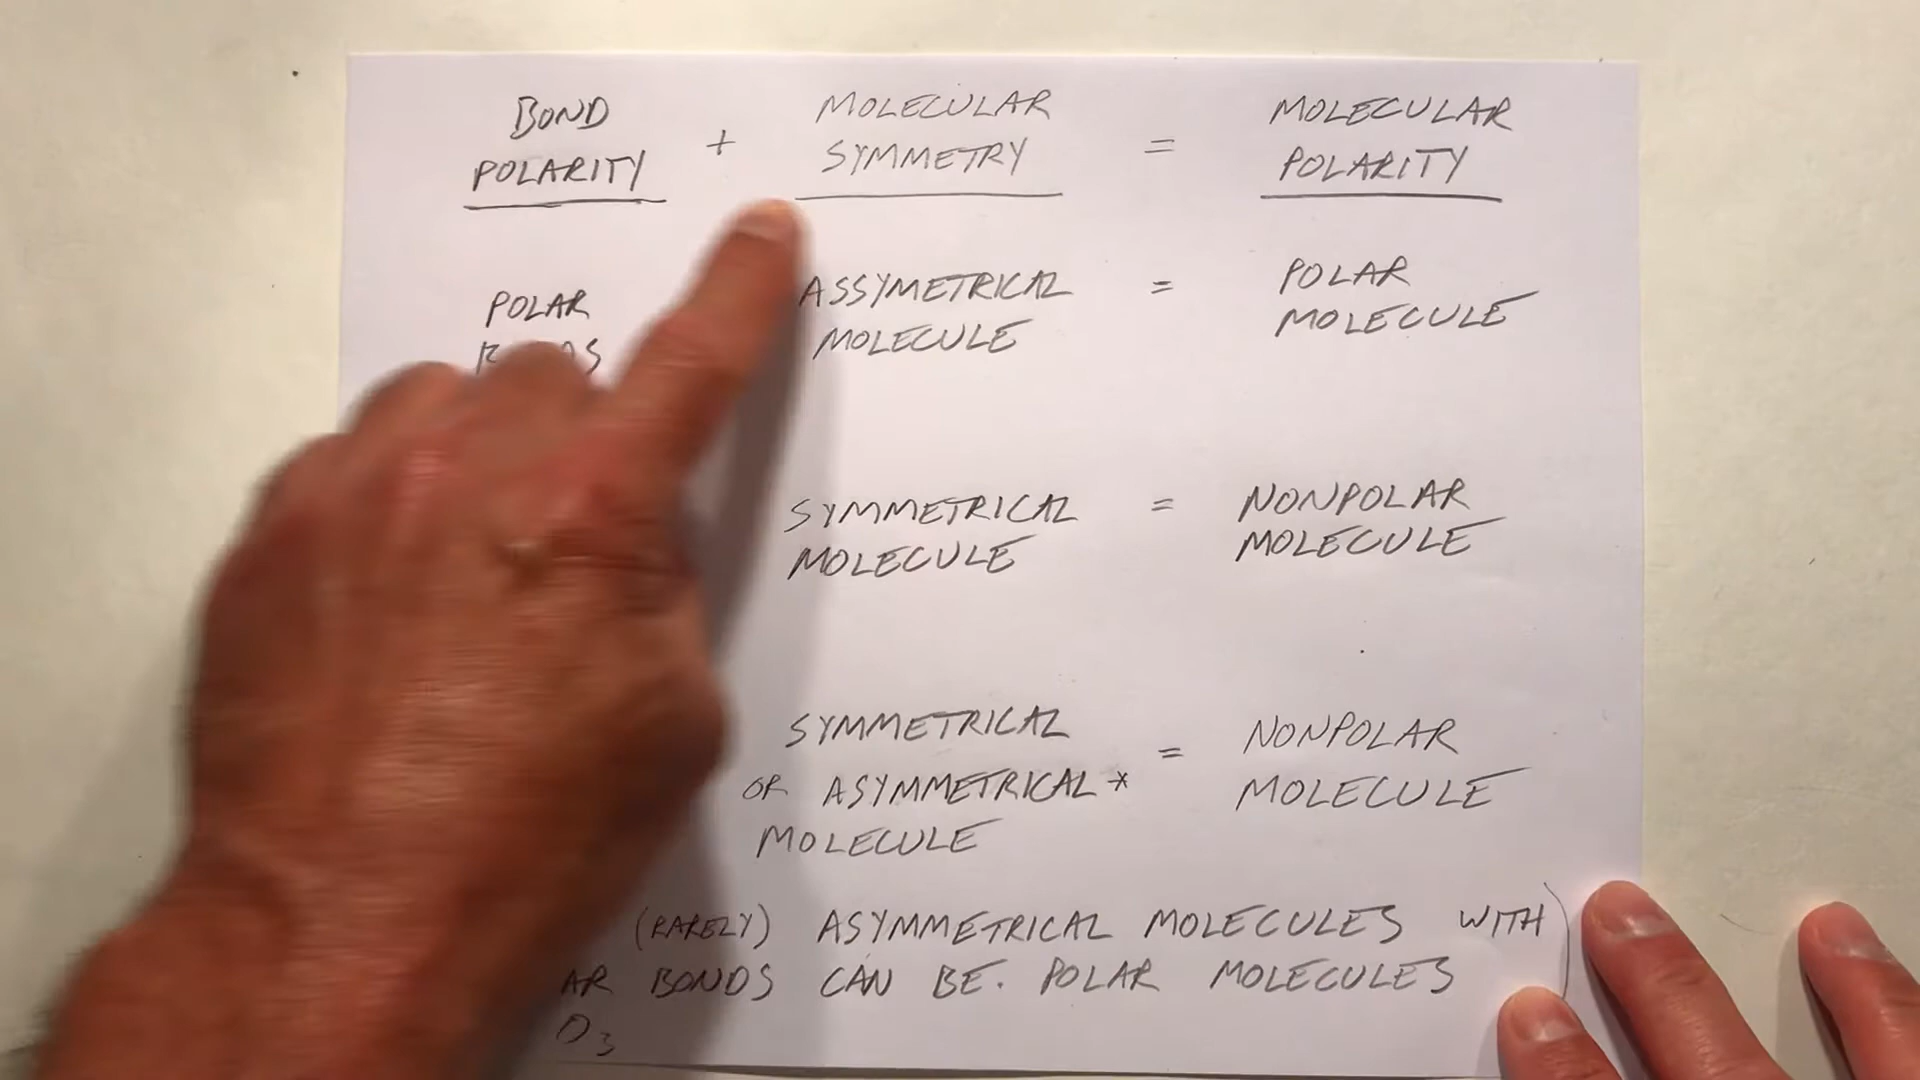 BOND
POLARITY
+
MOLECULAR
SYMMETRY
=
MOLECULAR
POLARITY
POLAR
ASSYMETRICAL
MOLECULE
=
POLAR
MOLECULE
SYMMETRICAL
MOLECULE
=
NONPOLAR
MOLECULE
SYMMETRICAL
OR ASYMMETRICAL *
MOLECULE
=
NONPOLAR
MOLECULE
(RARELY) ASYMMETRICAL MOLECULES WITH
AR BONDS CAN BE. POLAR MOLECULES)
O3